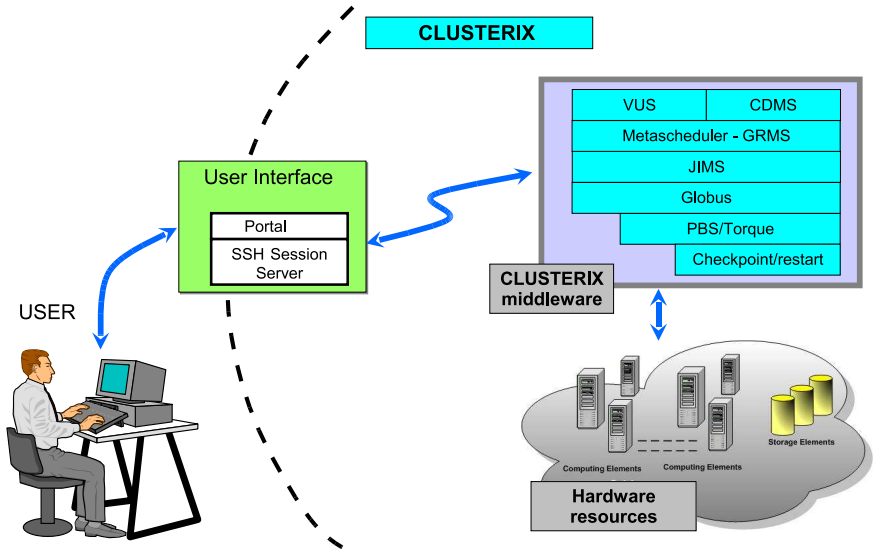 CLUSTERIX
VUS
CDMS
Metascheduler - GRMS
JIMS
Globus
PBS/Torque
Checkpoint/restart
CLUSTERIX
middleware
User Interface
Portal
SSH Session
Server
USER
Computing Elements
Computing Elements
Storage Elements
Hardware
resources